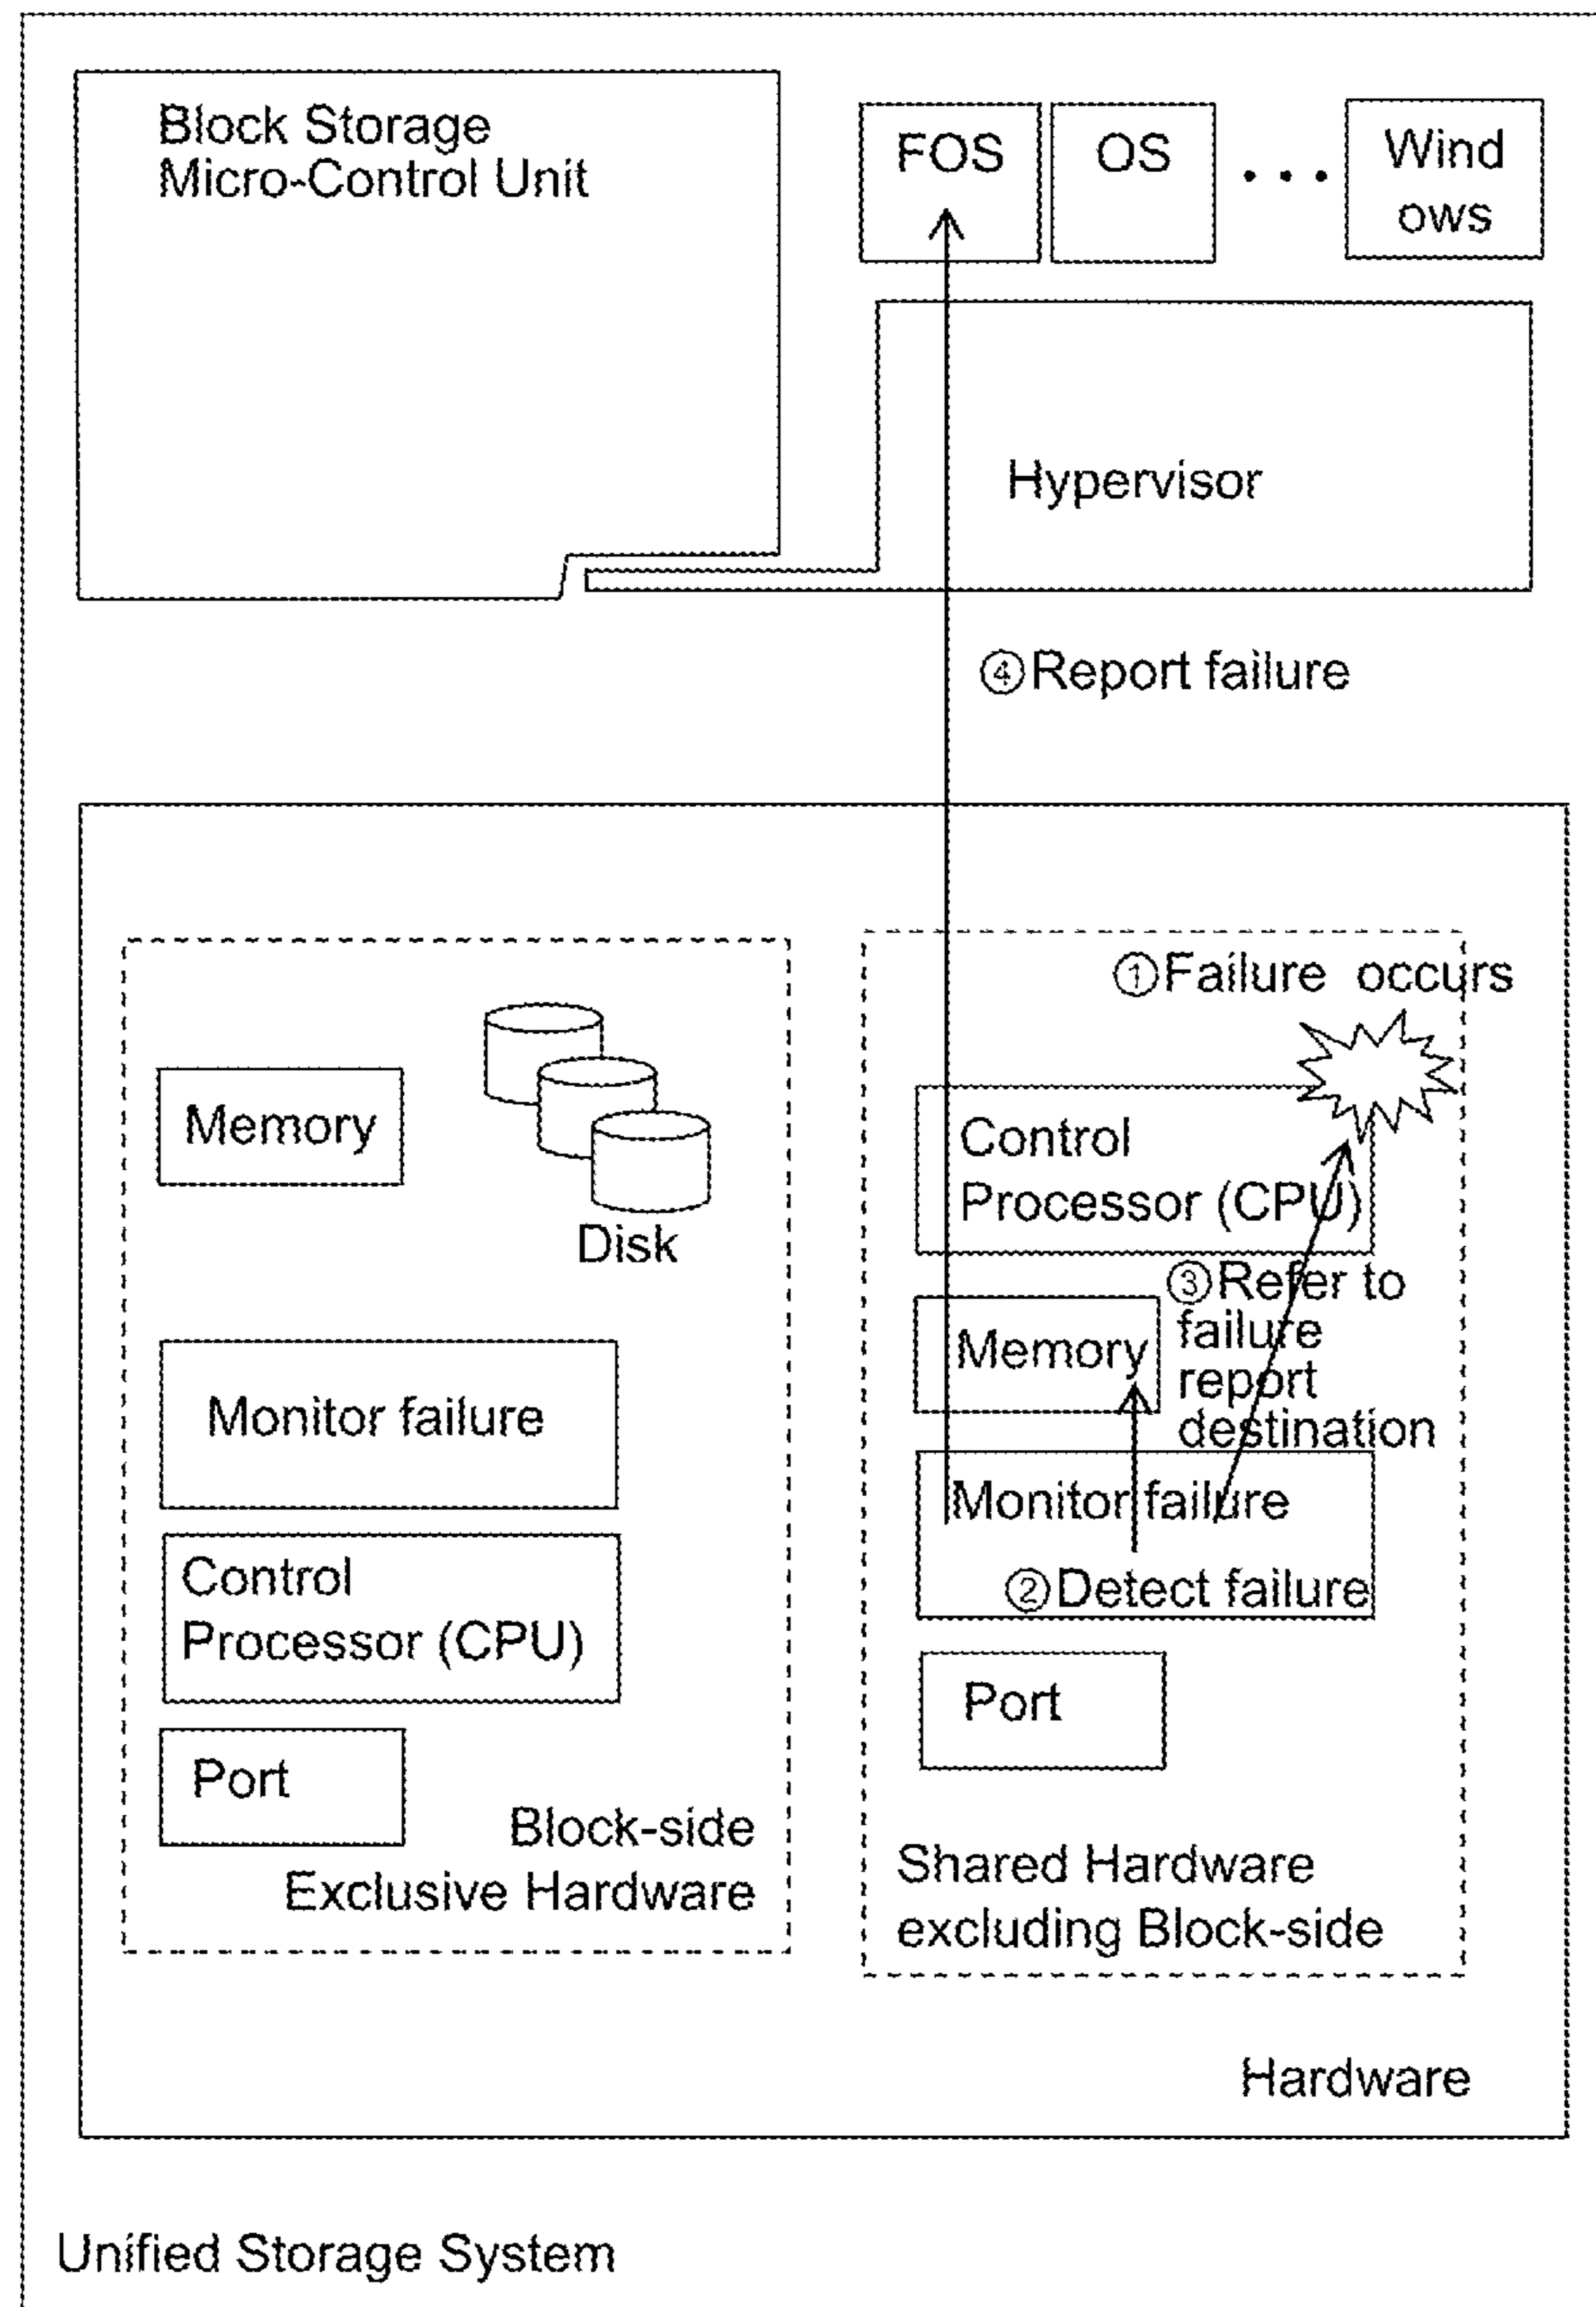 Block Storage
Micro-Control Unit
FOS
OS
...
Wind
ows
Hypervisor
④Report failure
①Failure occurs
Memory
Disk
Control
Processor (CPU)
③Refer to
failure
report
destination
Memory
Monitor failure
Monitor failure
②Detect failure
Control
Processor (CPU)
Port
Port
Block-side
Exclusive Hardware
Shared Hardware
excluding Block-side
Hardware
Unified Storage System